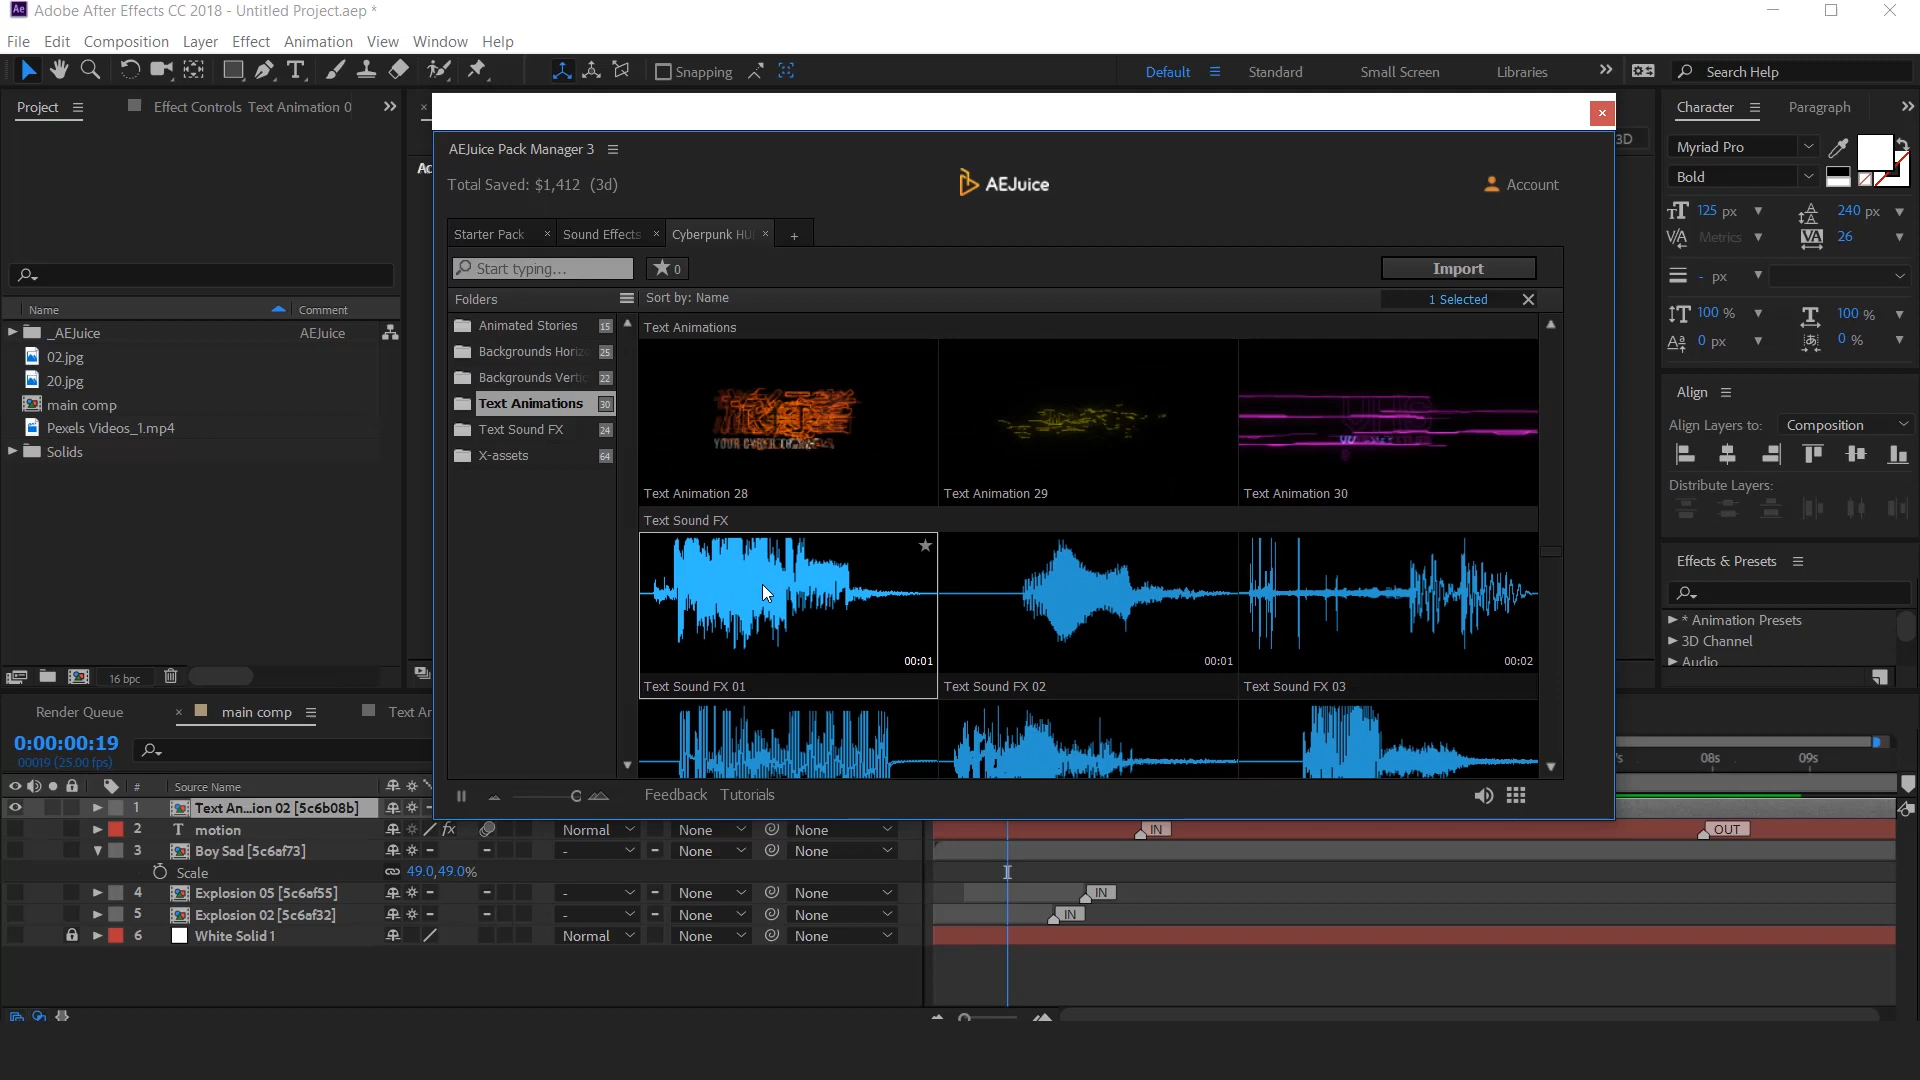 Adobe After Effects CC 2018 - Untitled Project.aep *
File Edit Composition Layer Effect Animation View Window Help
Snapping
Default Standard Small Screen Libraries Search Help
Project Effect Controls Text Animation 0
Name Comment
_AEJuice AEJuice
02.jpg
20.jpg
main comp
Pexels Videos_1.mp4
Solids
16 bpc
AEJuice Pack Manager 3
Total Saved: $1,412 (3d)
AEJuice
Account
Starter Pack × Sound Effects × Cyberpunk HU × +
Start typing... 0
Import
Folders
Sort by: Name
1 Selected
Animated Stories 15
Backgrounds Horiz 25
Backgrounds Vertic 22
Text Animations 30
Text Sound FX 24
X-assets 64
Text Animations
Text Animation 28
Text Animation 29
Text Animation 30
Text Sound FX
00:01
00:01
00:02
Text Sound FX 01
Text Sound FX 02
Text Sound FX 03
Feedback Tutorials
3D
Character Paragraph
Myriad Pro
Bold
125 px 240 px
Metrics 26
- px
100 % 100 %
0 px 0 %
Align
Align Layers to: Composition
Distribute Layers:
Effects & Presets
* Animation Presets
3D Channel
Audio
Render Queue main comp Text Ar
0:00:00:19
00019 (25.00 fps)
08s 09s
# Source Name
1 Text An...ion 02 [5c6b08b]
2 T motion fx Normal None None IN OUT
3 Boy Sad [5c6af73] - None None
Scale 49.0,49.0%
4 Explosion 05 [5c6af55] - None None IN
5 Explosion 02 [5c6af32] - None None IN
6 White Solid 1 Normal None None